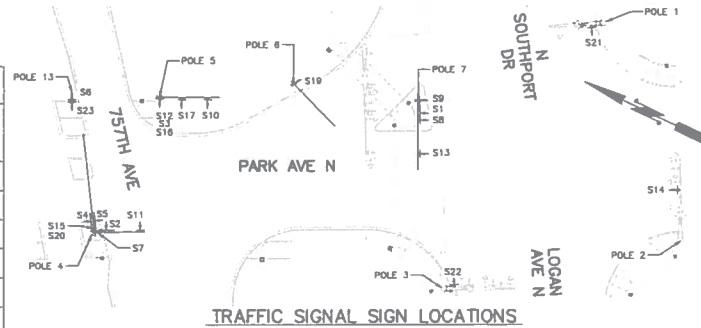 POLE 1
S21
N
SOUTHPORT
DR
POLE 6
S19
POLE 5
S12 S17 S10
S3
S16
POLE 7
S9
S1
S8
S13
POLE 13
S6
S23
757TH AVE
PARK AVE N
S14
S4 S5
S2
S11
S15
S20
S7
POLE 4
POLE 3
S22
LOGAN
AVE N
POLE 2
TRAFFIC SIGNAL SIGN LOCATIONS